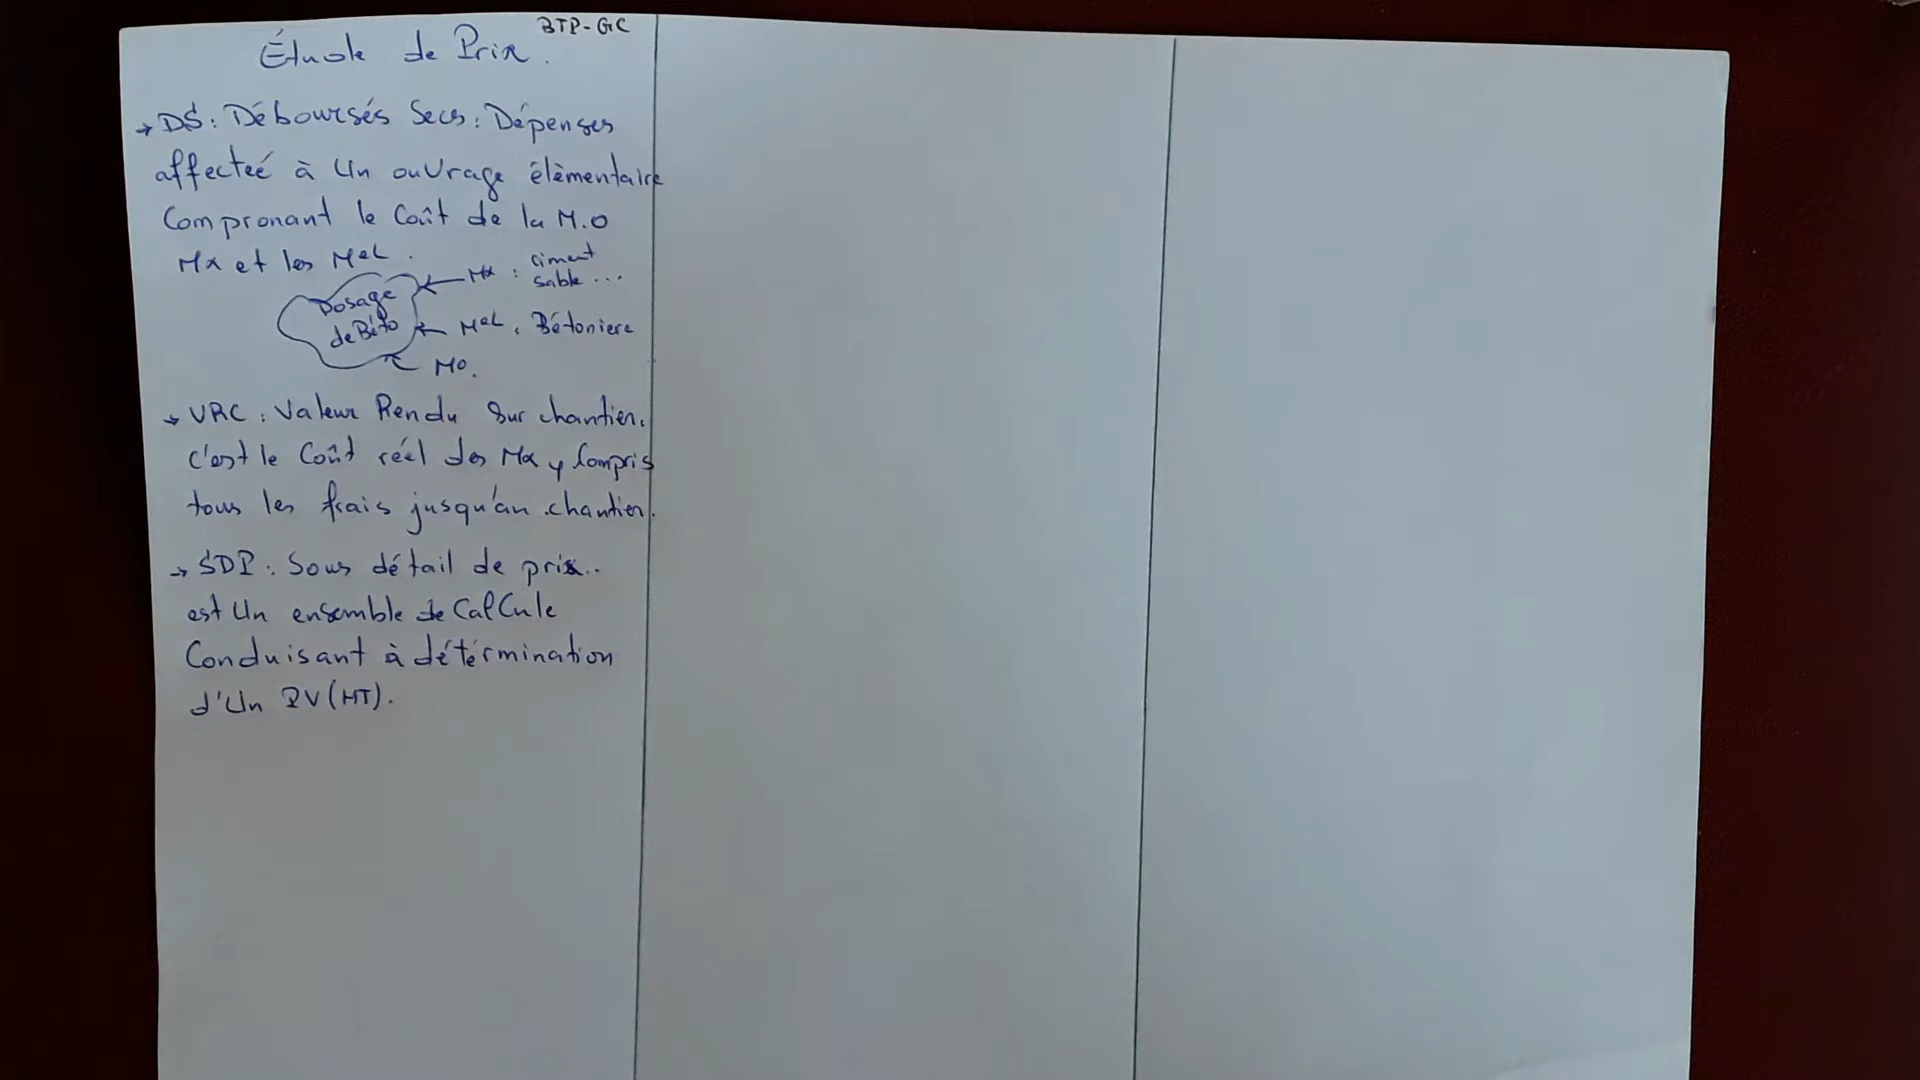 BTP-GC
Étude de Prix.
→ DS: Déboursés Secs: Dépenses
affecteé à Un ouvrage élèmentaire
Compronant le Coût de la M.O
Mx et les Mel.
Mx : ciment
sable ...
Dosage
de Béto
Mel. Bétoniere
MO.
→ VRC : Valeur Rendu Sur chantier.
c'est le Coût réel des Mx y Compris
tous les frais jusqu'au chantier.
→ SDP: Sous détail de prix..
est Un ensemble de CalCule
Conduisant à détérmination
d'Un PV(HT).